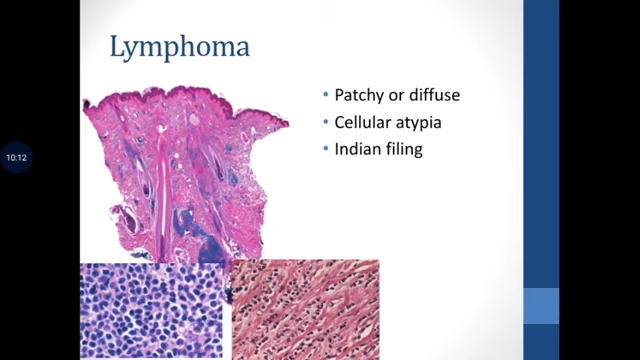 Lymphoma
• Patchy or diffuse
• Cellular atypia
• Indian filing
10:12